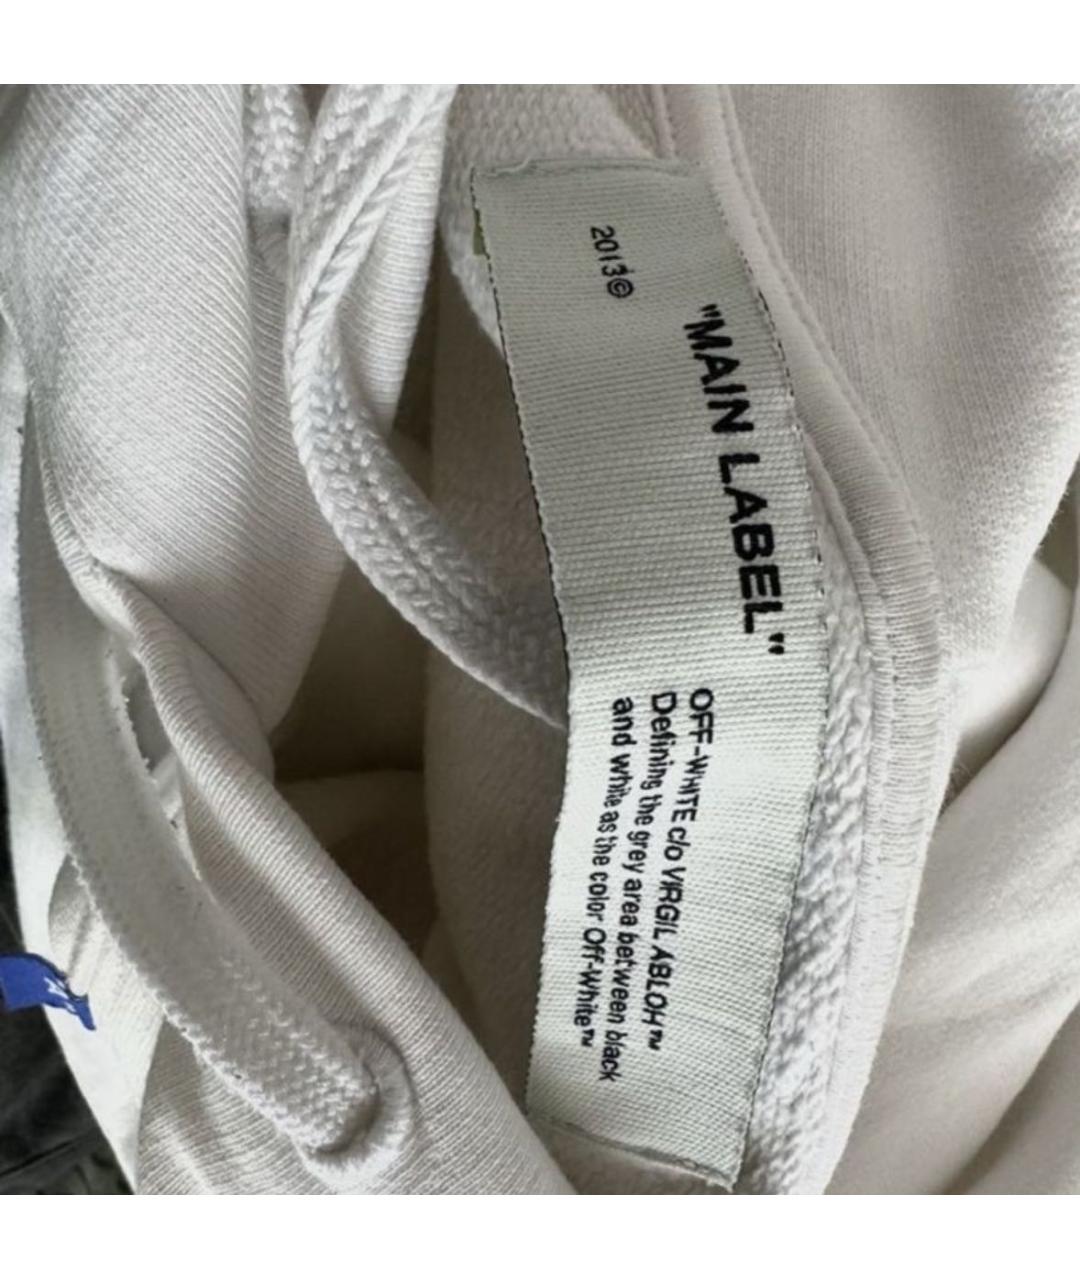 2013©
"MAIN LABEL"
OFF-WHITE c/o VIRGIL ABLOH™
Defining the grey area between black
and white as the color Off-White™